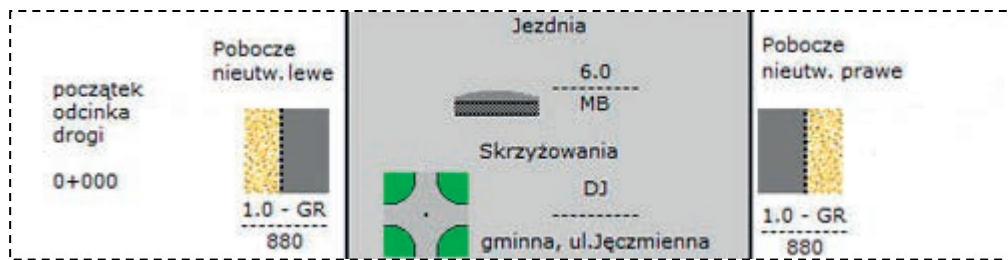 Jezdnia
Pobocze
nieutw. lewe
Pobocze
nieutw. prawe
6.0
MB
początek
odcinka
drogi
0+000
Skrzyżowania
DJ
1.0 - GR
880
gminna, ul.Jęczmienna
1.0 - GR
880